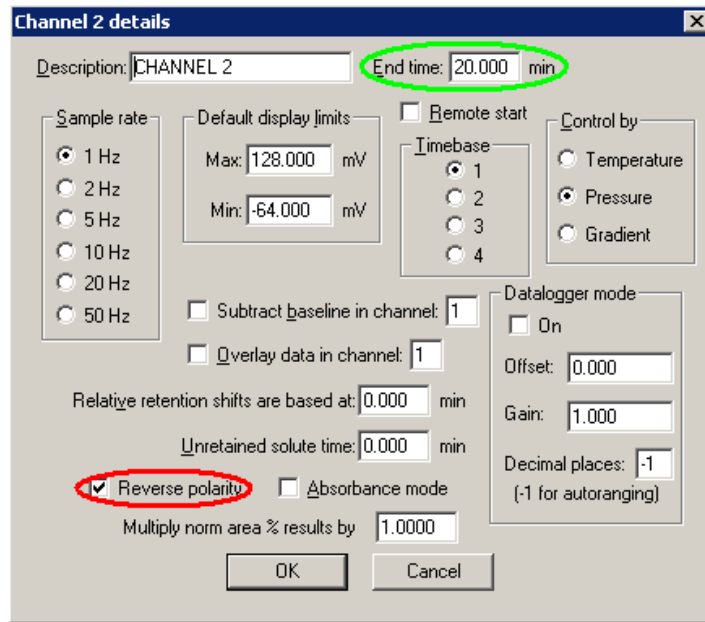 Channel 2 details
Description: CHANNEL 2 End time: 20.000 min
Sample rate
1 Hz
2 Hz
5 Hz
10 Hz
20 Hz
50 Hz
Default display limits
Max: 128.000 mV
Min: -64.000 mV
Remote start
Timebase
1
2
3
4
Control by
Temperature
Pressure
Gradient
Subtract baseline in channel: 1
Overlay data in channel: 1
Relative retention shifts are based at: 0.000 min
Unretained solute time: 0.000 min
Reverse polarity Absorbance mode
Multiply norm area % results by 1.0000
Datalogger mode
On
Offset: 0.000
Gain: 1.000
Decimal places: -1
(-1 for autoranging)
OK Cancel